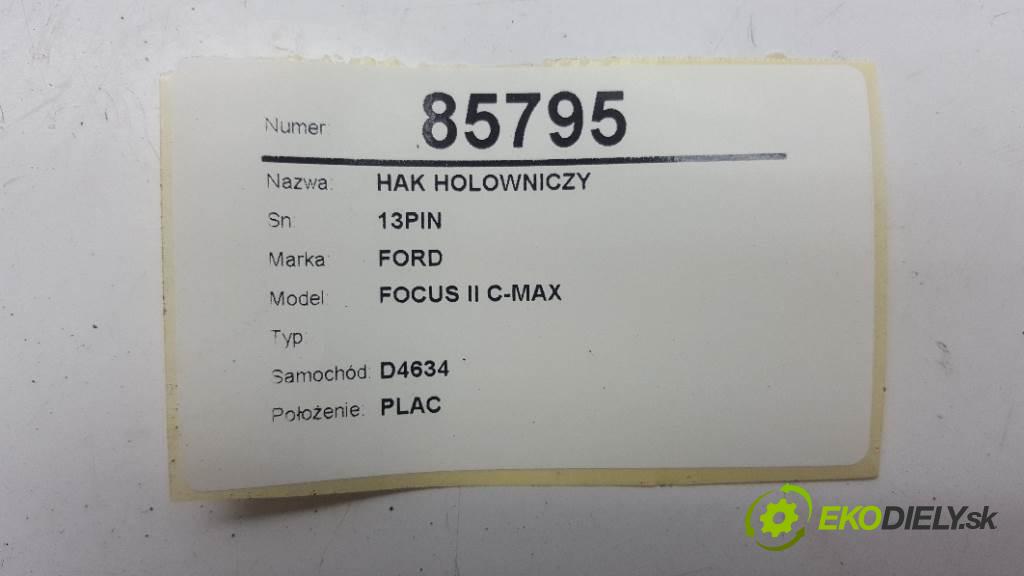 Numer: 85795
Nazwa: HAK HOLOWNICZY
Sn: 13PIN
Marka: FORD
Model: FOCUS II C-MAX
Typ:
Samochód: D4634
Położenie: PLAC
EKODIELY.sk